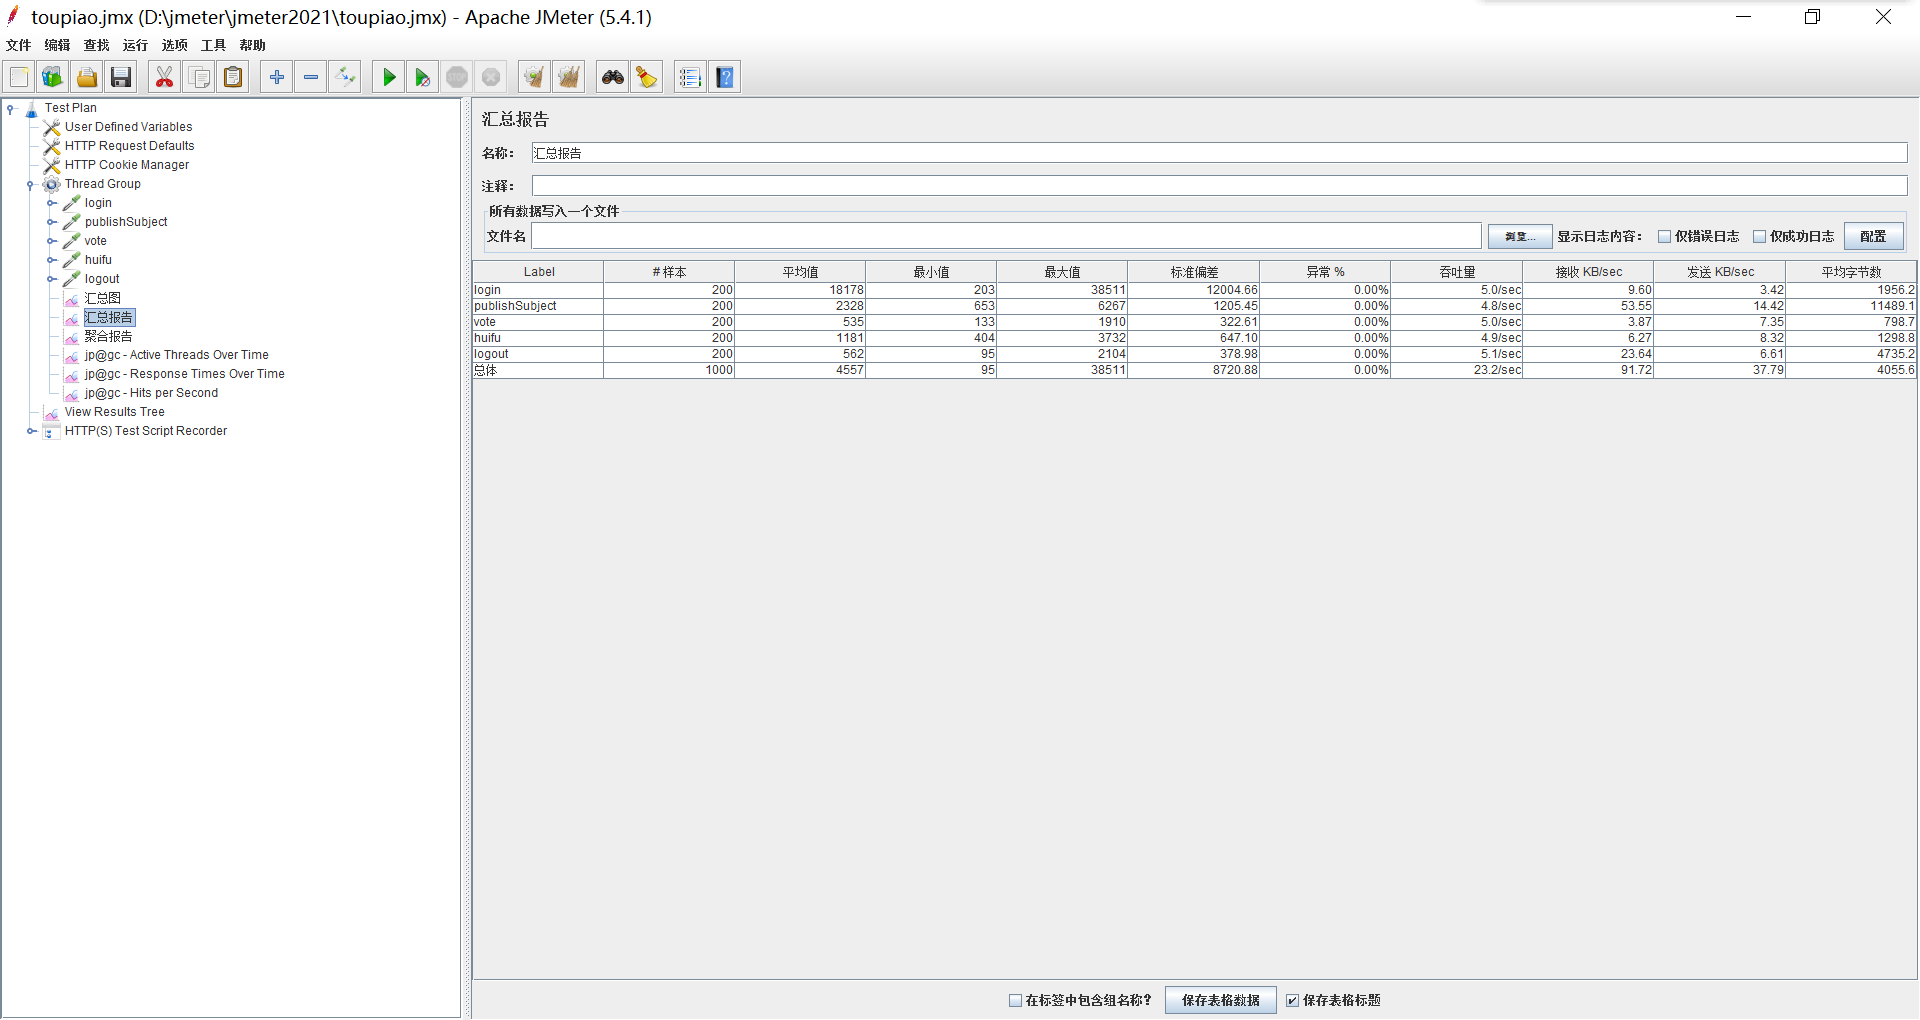 toupiao.jmx (D:\jmeter\jmeter2021\toupiao.jmx) - Apache JMeter (5.4.1)
文件 编辑 查找 运行 选项 工具 帮助
STOP
Test Plan
User Defined Variables
HTTP Request Defaults
HTTP Cookie Manager
Thread Group
login
publishSubject
vote
huifu
logout
汇总图
汇总报告
聚合报告
jp@gc - Active Threads Over Time
jp@gc - Response Times Over Time
jp@gc - Hits per Second
View Results Tree
HTTP(S) Test Script Recorder
汇总报告
名称： 汇总报告
注释：
所有数据写入一个文件
文件名 浏览... 显示日志内容： 仅错误日志 仅成功日志 配置
Label # 样本 平均值 最小值 最大值 标准偏差 异常 % 吞吐量 接收 KB/sec 发送 KB/sec 平均字节数
login 200 18178 203 38511 12004.66 0.00% 5.0/sec 9.60 3.42 1956.2
publishSubject 200 2328 653 6267 1205.45 0.00% 4.8/sec 53.55 14.42 11489.1
vote 200 535 133 1910 322.61 0.00% 5.0/sec 3.87 7.35 798.7
huifu 200 1181 404 3732 647.10 0.00% 4.9/sec 6.27 8.32 1298.8
logout 200 562 95 2104 378.98 0.00% 5.1/sec 23.64 6.61 4735.2
总体 1000 4557 95 38511 8720.88 0.00% 23.2/sec 91.72 37.79 4055.6
在标签中包含组名称？ 保存表格数据 保存表格标题